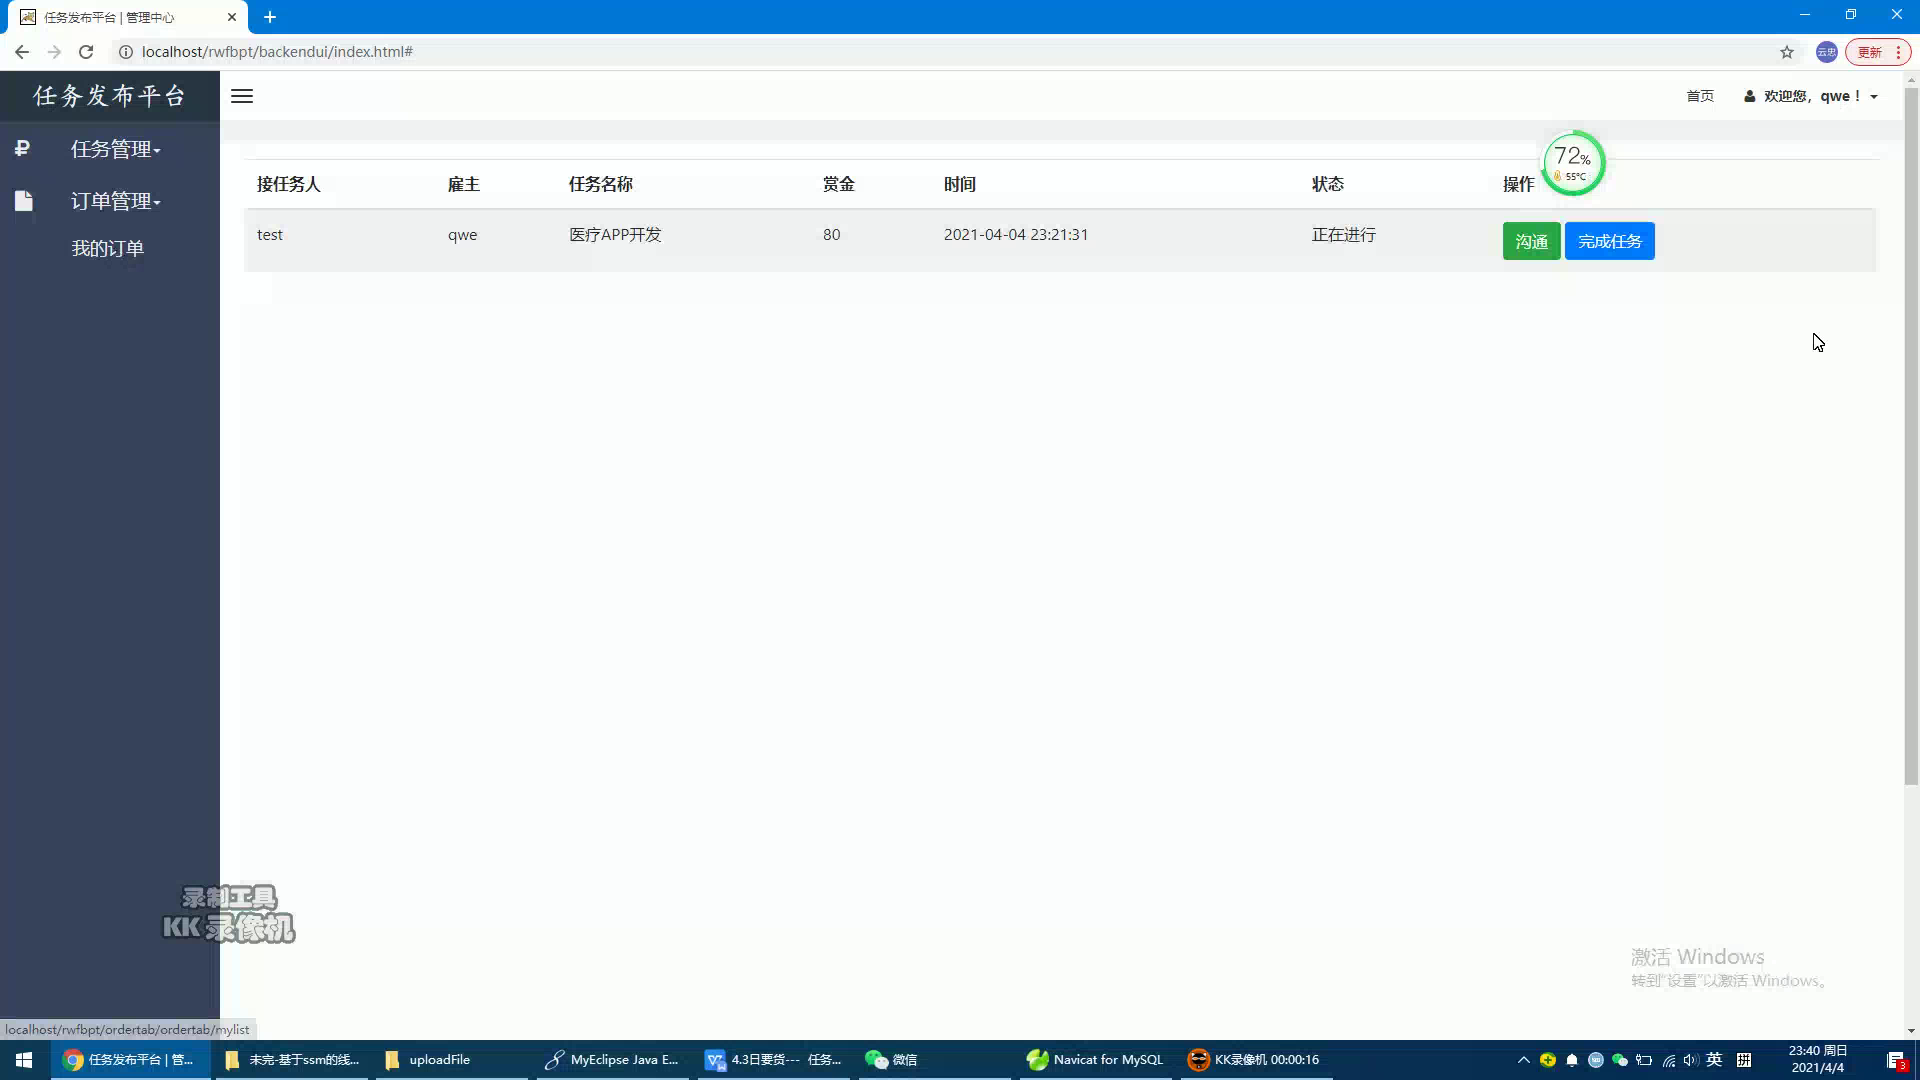 任务发布平台 | 管理中心
localhost/rwfbpt/backendui/index.html#
云忠
更新
任务发布平台
首页
欢迎您，qwe！
任务管理
订单管理
我的订单
72%
55°C
接任务人 雇主 任务名称 赏金 时间 状态 操作
test qwe 医疗APP开发 80 2021-04-04 23:21:31 正在进行 沟通 完成任务
录制工具
KK录像机
激活 Windows
转到“设置”以激活 Windows。
localhost/rwfbpt/ordertab/ordertab/mylist
任务发布平台 | 管...
未完-基于ssm的线...
uploadFile
MyEclipse Java E...
4.3日要货--- 任务...
微信
Navicat for MySQL
KK录像机 00:00:16
英
拼
23:40 周日
2021/4/4
3